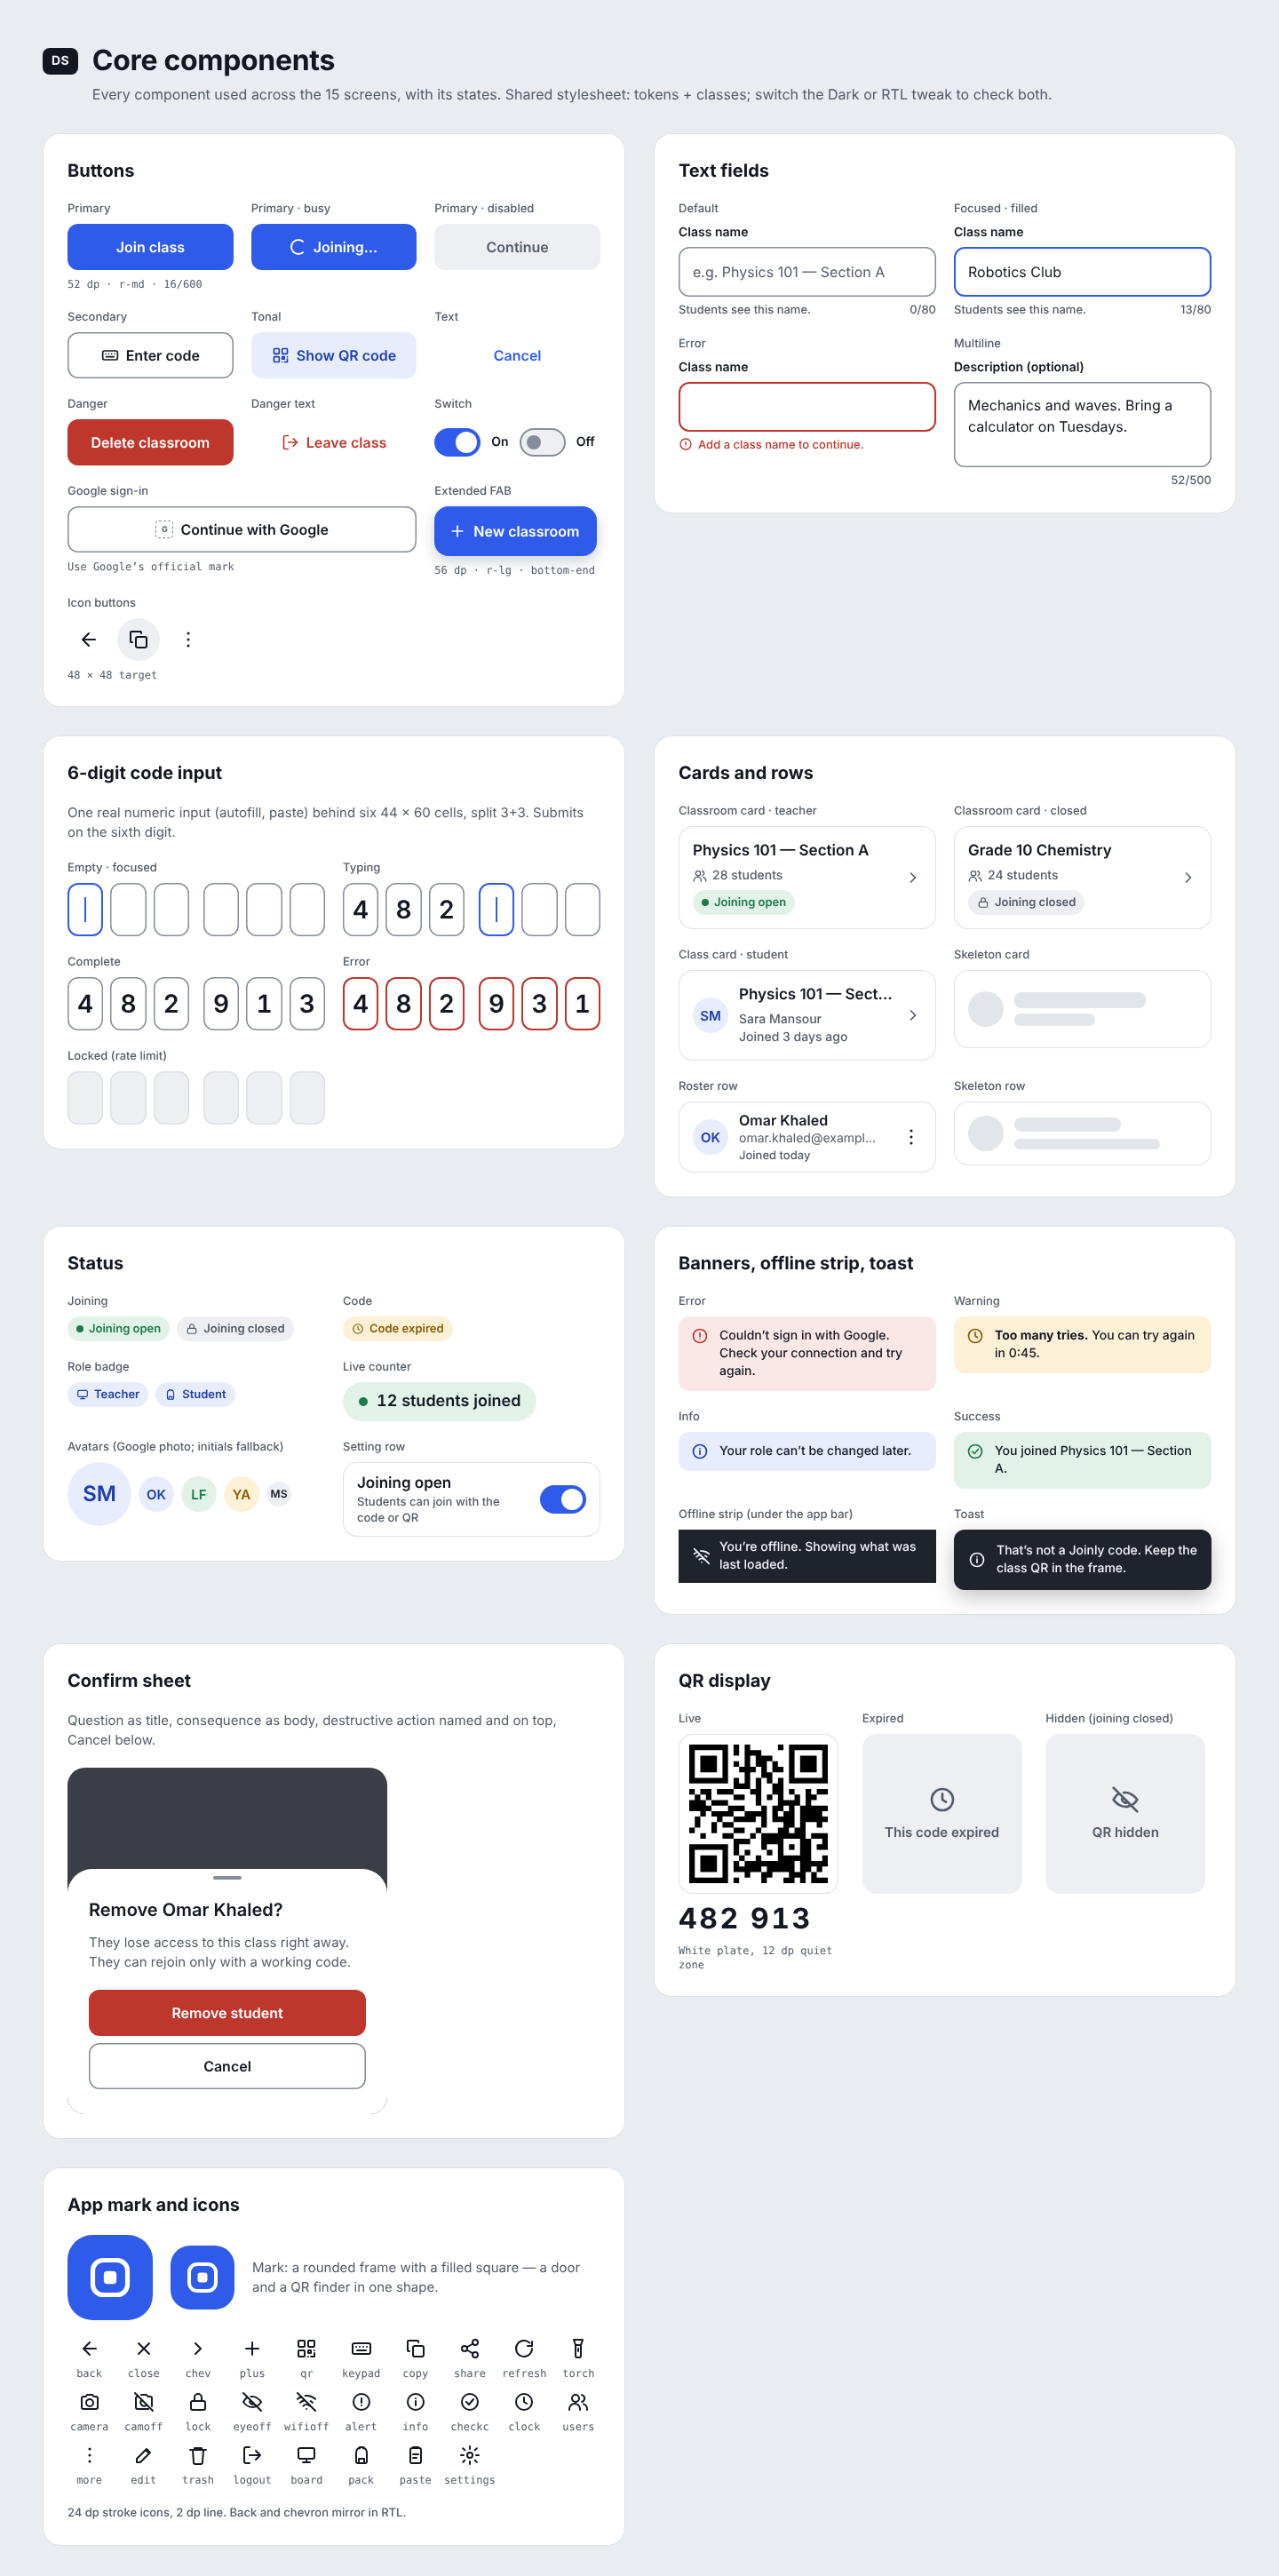 DS Core components
Every component used across the 15 screens, with its states. Shared stylesheet: tokens + classes; switch the Dark or RTL tweak to check both.
Buttons
Primary
Primary · busy
Primary · disabled
Join class
Joining…
Continue
52 dp · r-md · 16/600
Secondary
Tonal
Text
Enter code
Show QR code
Cancel
Danger
Danger text
Switch
Delete classroom
Leave class
On
Off
Google sign-in
Extended FAB
G Continue with Google
New classroom
Use Google’s official mark
56 dp · r-lg · bottom-end
Icon buttons
48 × 48 target
Text fields
Default
Focused · filled
Class name
Class name
e.g. Physics 101 — Section A
Robotics Club
Students see this name.
0/80
Students see this name.
13/80
Error
Multiline
Class name
Description (optional)
Mechanics and waves. Bring a
calculator on Tuesdays.
Add a class name to continue.
52/500
6-digit code input
One real numeric input (autofill, paste) behind six 44 × 60 cells, split 3+3. Submits
on the sixth digit.
Empty · focused
Typing
4 8 2
Complete
Error
4 8 2 9 1 3
4 8 2 9 3 1
Locked (rate limit)
Cards and rows
Classroom card · teacher
Classroom card · closed
Physics 101 — Section A
28 students
Joining open
Grade 10 Chemistry
24 students
Joining closed
Class card · student
Skeleton card
SM
Physics 101 — Sect…
Sara Mansour
Joined 3 days ago
Roster row
Skeleton row
OK
Omar Khaled
omar.khaled@exampl…
Joined today
Status
Joining
Code
Joining open
Joining closed
Code expired
Role badge
Live counter
Teacher
Student
12 students joined
Avatars (Google photo; initials fallback)
Setting row
SM OK LF YA MS
Joining open
Students can join with the
code or QR
Banners, offline strip, toast
Error
Warning
Couldn’t sign in with Google.
Check your connection and try
again.
Too many tries. You can try again
in 0:45.
Info
Success
Your role can’t be changed later.
You joined Physics 101 — Section
A.
Offline strip (under the app bar)
Toast
You’re offline. Showing what was
last loaded.
That’s not a Joinly code. Keep the
class QR in the frame.
Confirm sheet
Question as title, consequence as body, destructive action named and on top,
Cancel below.
Remove Omar Khaled?
They lose access to this class right away.
They can rejoin only with a working code.
Remove student
Cancel
QR display
Live
Expired
Hidden (joining closed)
This code expired
QR hidden
482 913
White plate, 12 dp quiet
zone
App mark and icons
Mark: a rounded frame with a filled square — a door
and a QR finder in one shape.
back close chev plus qr keypad copy share refresh torch
camera camoff lock eyeoff wifioff alert info checkc clock users
more edit trash logout board pack paste settings
24 dp stroke icons, 2 dp line. Back and chevron mirror in RTL.